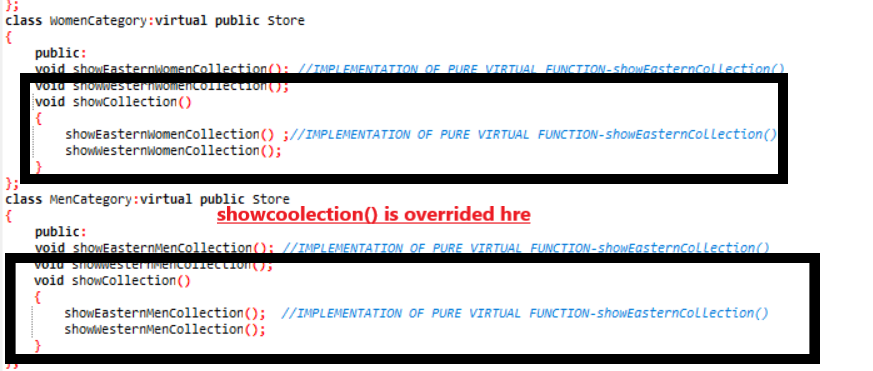 };
class WomenCategory:virtual public Store
{
public:
void showEasternWomenCollection(); //IMPLEMENTATION OF PURE VIRTUAL FUNCTION-showEasternCollection()
void showWesternWomenCollection();
void showCollection()
{
showEasternWomenCollection() ;//IMPLEMENTATION OF PURE VIRTUAL FUNCTION-showEasternCollection()
showWesternWomenCollection();
}
};
class MenCategory:virtual public Store
{
showcoolection() is overrided hre
public:
void showEasternMenCollection(); //IMPLEMENTATION OF PURE VIRTUAL FUNCTION-showEasternCollection()
void showWesternMenCollection();
void showCollection()
{
showEasternMenCollection();  //IMPLEMENTATION OF PURE VIRTUAL FUNCTION-showEasternCollection()
showWesternMenCollection();
}
};